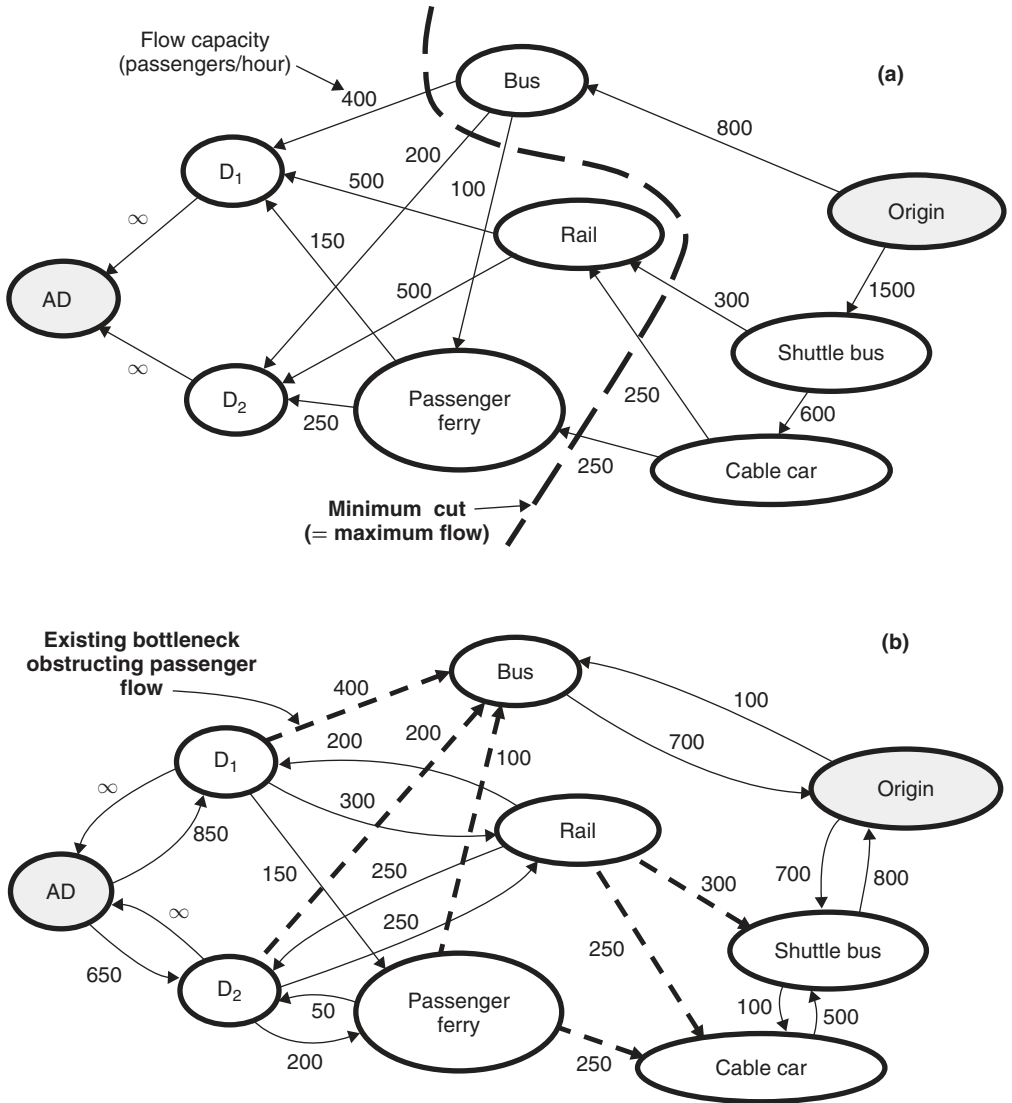 Flow capacity
(passengers/hour)
(a)
Bus
400
800
D₁
200
500
100
Origin
∞
150
Rail
AD
500
300
1500
Shuttle bus
∞
D₂
250
Passenger
ferry
250
600
250
Cable car
Minimum cut
(= maximum flow)
Existing bottleneck
obstructing passenger
flow
(b)
Bus
400
100
200
200
700
100
D₁
Origin
∞
300
Rail
850
150
250
300
700
800
AD
∞
250
250
Shuttle bus
650
D₂
50
Passenger
ferry
100
500
200
250
Cable car